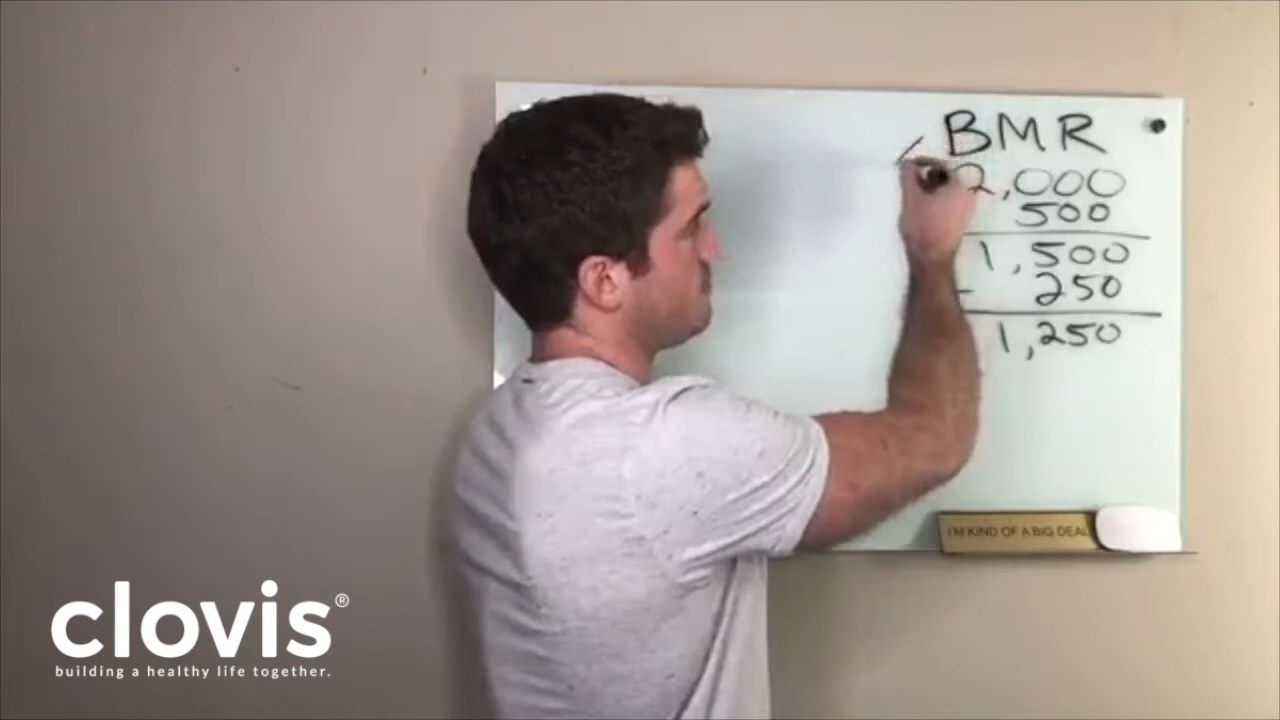 BMR
2,000
500
1,500
- 250
1,250
I'M KIND OF A BIG DEAL
clovis®
building a healthy life together.